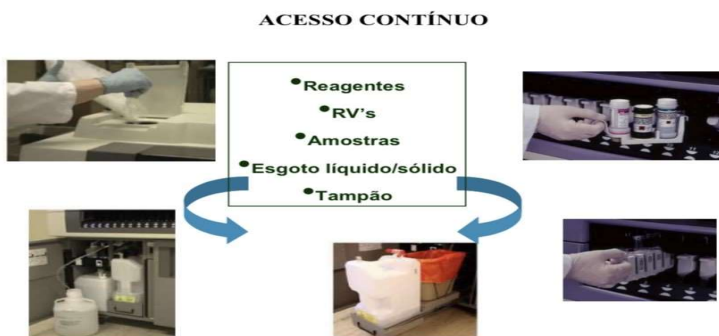 ACESSO CONTÍNUO
•Reagentes
•RV's
•Amostras
•Esgoto líquido/sólido
•Tampão